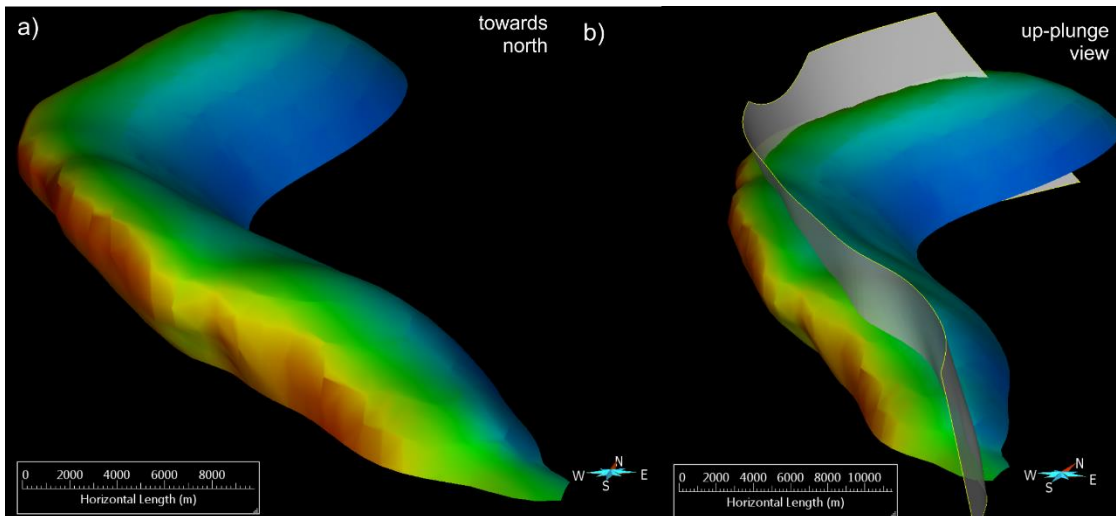 a)
towards
north
b)
up-plunge
view
0 2000 4000 6000 8000
Horizontal Length (m)
W N E S
0 2000 4000 6000 8000 10000
Horizontal Length (m)
W N E S